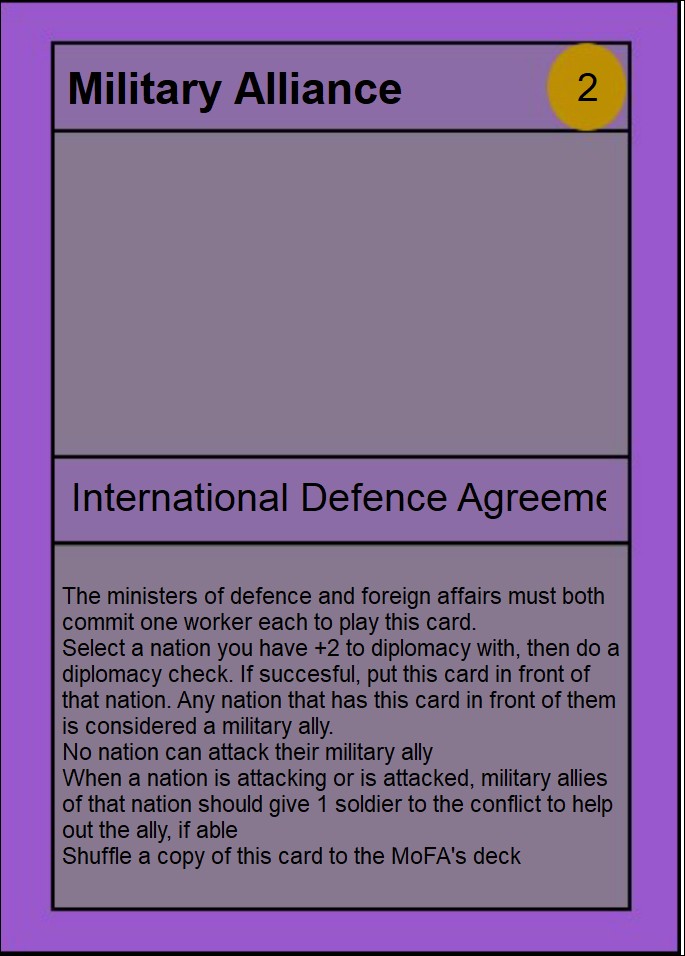 Military Alliance
2
International Defence Agreeme
The ministers of defence and foreign affairs must both
commit one worker each to play this card.
Select a nation you have +2 to diplomacy with, then do a
diplomacy check. If succesful, put this card in front of
that nation. Any nation that has this card in front of them
is considered a military ally.
No nation can attack their military ally
When a nation is attacking or is attacked, military allies
of that nation should give 1 soldier to the conflict to help
out the ally, if able
Shuffle a copy of this card to the MoFA's deck